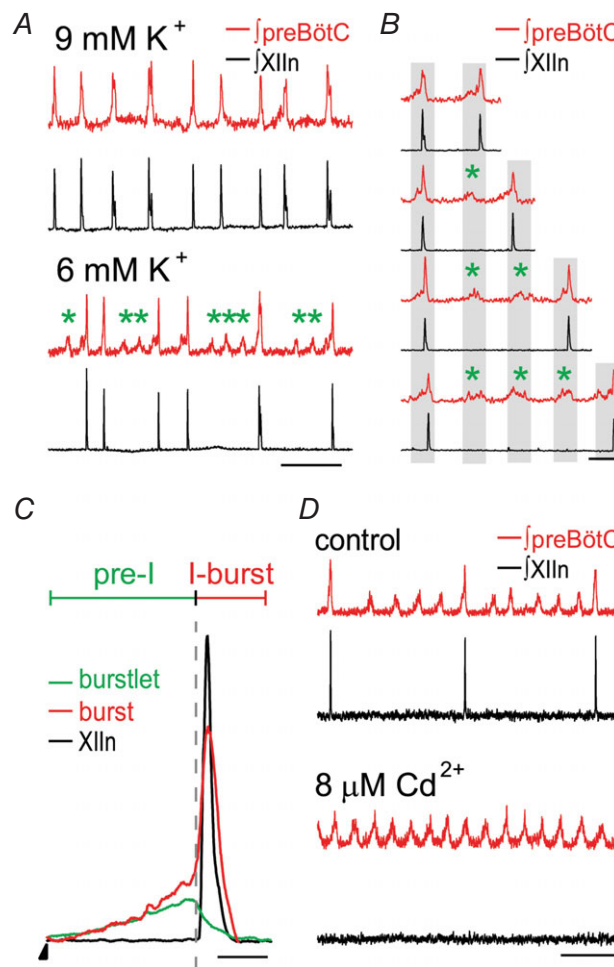 A
9 mM K+
∫preBötC
∫XIIn
6 mM K+
*
**
***
**
B
∫preBötC
∫XIIn
*
* *
* * *
C
pre-I I-burst
burstlet
burst
XIIn
D
control
∫preBötC
∫XIIn
8 μM Cd2+